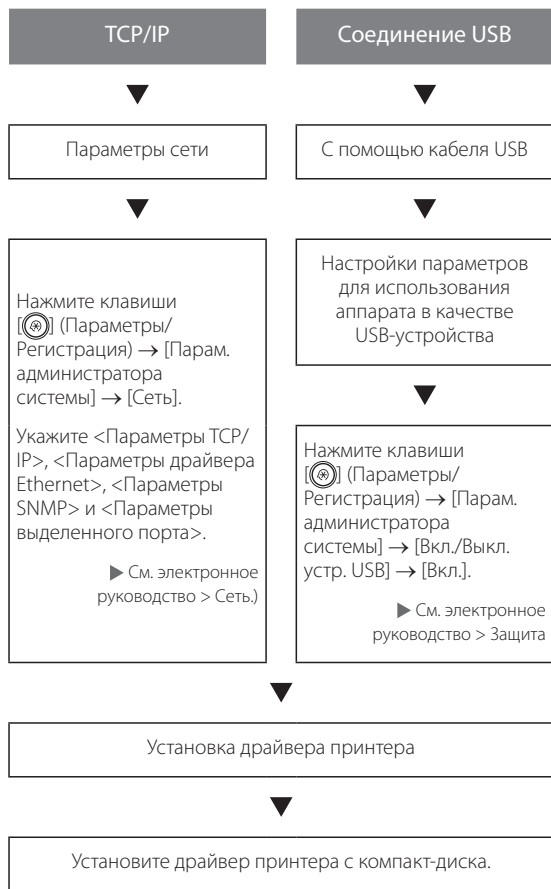 TCP/IP
Параметры сети
Нажмите клавиши
[] (Параметры/
Регистрация) → [Парам.
администратора
системы] → [Сеть].
Укажите <Параметры TCP/
IP>, <Параметры драйвера
Ethernet>, <Параметры
SNMP> и <Параметры
выделенного порта>.
▶ См. электронное
руководство > Сеть.)
Соединение USB
С помощью кабеля USB
Настройки параметров
для использования
аппарата в качестве
USB-устройства
Нажмите клавиши
[] (Параметры/
Регистрация) → [Парам.
администратора
системы] → [Вкл./Выкл.
устр. USB] → [Вкл.].
▶ См. электронное
руководство > Защита
Установка драйвера принтера
Установите драйвер принтера с компакт-диска.